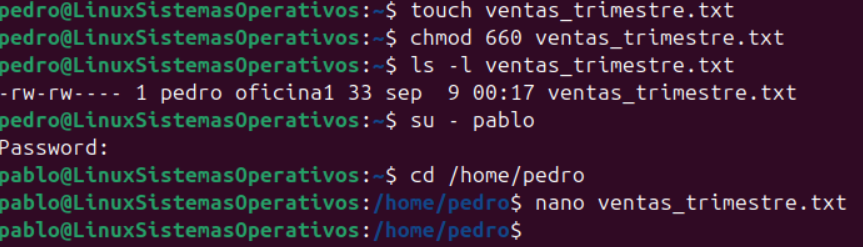 pedro@LinuxSistemasOperativos:~$ touch ventas_trimestre.txt
pedro@LinuxSistemasOperativos:~$ chmod 660 ventas_trimestre.txt
pedro@LinuxSistemasOperativos:~$ ls -l ventas_trimestre.txt
-rw-rw---- 1 pedro oficina1 33 sep  9 00:17 ventas_trimestre.txt
pedro@LinuxSistemasOperativos:~$ su - pablo
Password:
pablo@LinuxSistemasOperativos:~$ cd /home/pedro
pablo@LinuxSistemasOperativos:/home/pedro$ nano ventas_trimestre.txt
pablo@LinuxSistemasOperativos:/home/pedro$